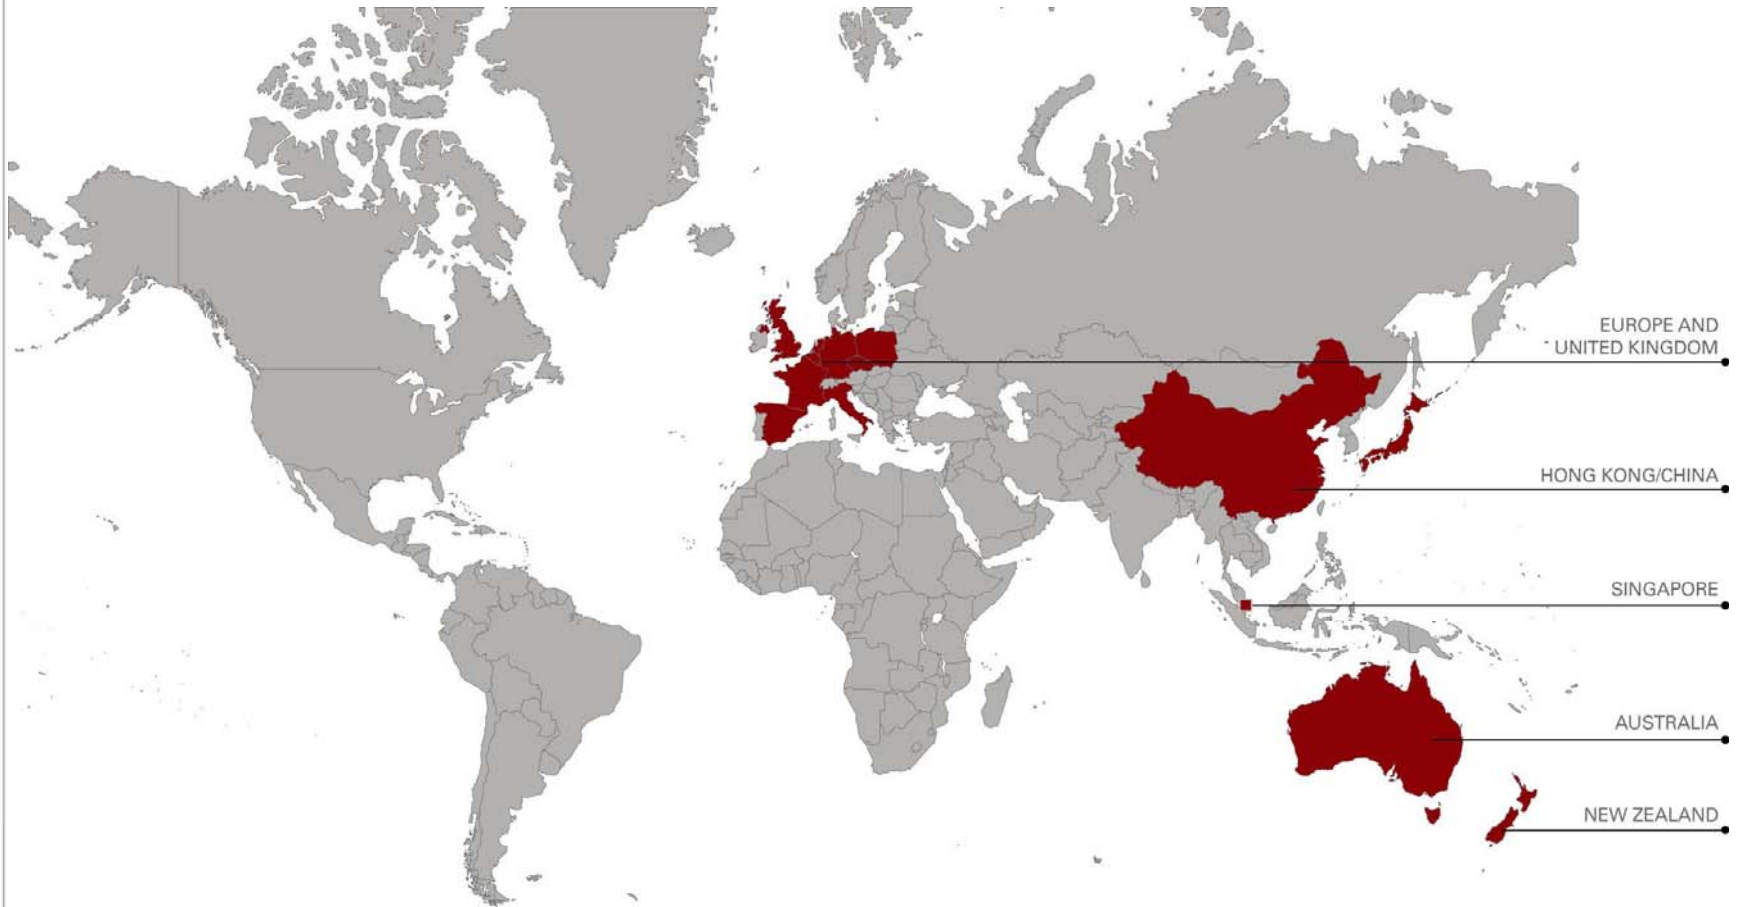 EUROPE AND
UNITED KINGDOM
HONG KONG/CHINA
SINGAPORE
AUSTRALIA
NEW ZEALAND